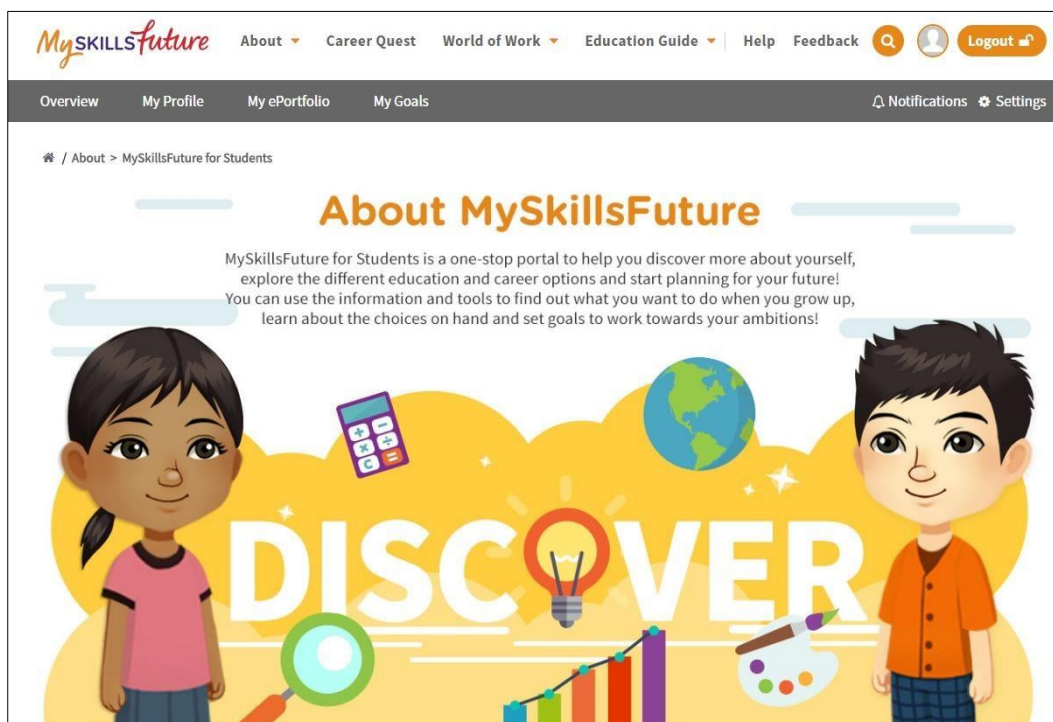 MySKILLSfuture About Career Quest World of Work Education Guide Help Feedback Logout
Overview My Profile My ePortfolio My Goals Notifications Settings
/ About > MySkillsFuture for Students
About MySkillsFuture
MySkillsFuture for Students is a one-stop portal to help you discover more about yourself,
explore the different education and career options and start planning for your future!
You can use the information and tools to find out what you want to do when you grow up,
learn about the choices on hand and set goals to work towards your ambitions!
+ −
× ÷
C =
DISCOVER